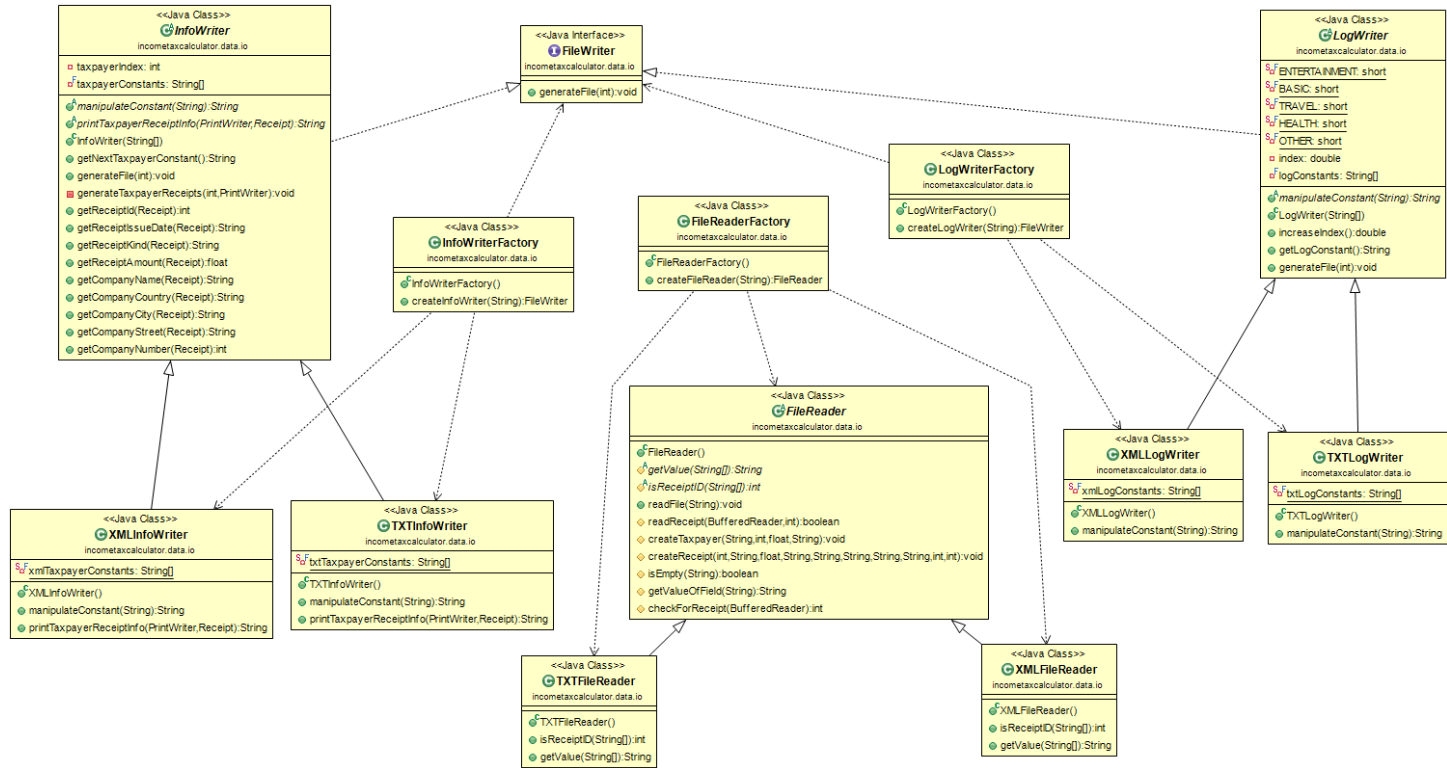 <<Java Class>>
InfoWriter
incometaxcalculator.data.io
taxpayerIndex: int
taxpayerConstants: String[]
manipulateConstant(String):String
printTaxpayerReceiptInfo(PrintWriter,Receipt):String
InfoWriter(String[])
getNextTaxpayerConstant():String
generateFile(int):void
generateTaxpayerReceipts(int,PrintWriter):void
getReceiptId(Receipt):int
getReceiptIssueDate(Receipt):String
getReceiptKind(Receipt):String
getReceiptAmount(Receipt):float
getCompanyName(Receipt):String
getCompanyCountry(Receipt):String
getCompanyCity(Receipt):String
getCompanyStreet(Receipt):String
getCompanyNumber(Receipt):int
<<Java Interface>>
FileWriter
incometaxcalculator.data.io
generateFile(int):void
<<Java Class>>
LogWriter
incometaxcalculator.data.io
ENTERTAINMENT: short
BASIC: short
TRAVEL: short
HEALTH: short
OTHER: short
index: double
logConstants: String[]
manipulateConstant(String):String
LogWriter(String[])
increaseIndex():double
getLogConstant():String
generateFile(int):void
<<Java Class>>
LogWriterFactory
incometaxcalculator.data.io
LogWriterFactory()
createLogWriter(String):FileWriter
<<Java Class>>
FileReaderFactory
incometaxcalculator.data.io
FileReaderFactory()
createFileReader(String):FileReader
<<Java Class>>
InfoWriterFactory
incometaxcalculator.data.io
InfoWriterFactory()
createInfoWriter(String):FileWriter
<<Java Class>>
FileReader
incometaxcalculator.data.io
FileReader()
getValue(String[]):String
isReceiptID(String[]):int
readFile(String):void
readReceipt(BufferedReader,int):boolean
createTaxpayer(String,int,float,String):void
createReceipt(int,String,float,String,String,String,String,String,int,int):void
isEmpty(String):boolean
getValueOfField(String):String
checkForReceipt(BufferedReader):int
<<Java Class>>
XMLLogWriter
incometaxcalculator.data.io
xmlLogConstants: String[]
XMLLogWriter()
manipulateConstant(String):String
<<Java Class>>
TXTLogWriter
incometaxcalculator.data.io
txtLogConstants: String[]
TXTLogWriter()
manipulateConstant(String):String
<<Java Class>>
XMLInfoWriter
incometaxcalculator.data.io
xmlTaxpayerConstants: String[]
XMLInfoWriter()
manipulateConstant(String):String
printTaxpayerReceiptInfo(PrintWriter,Receipt):String
<<Java Class>>
TXTInfoWriter
incometaxcalculator.data.io
txtTaxpayerConstants: String[]
TXTInfoWriter()
manipulateConstant(String):String
printTaxpayerReceiptInfo(PrintWriter,Receipt):String
<<Java Class>>
TXTFileReader
incometaxcalculator.data.io
TXTFileReader()
isReceiptID(String[]):int
getValue(String[]):String
<<Java Class>>
XMLFileReader
incometaxcalculator.data.io
XMLFileReader()
isReceiptID(String[]):int
getValue(String[]):String